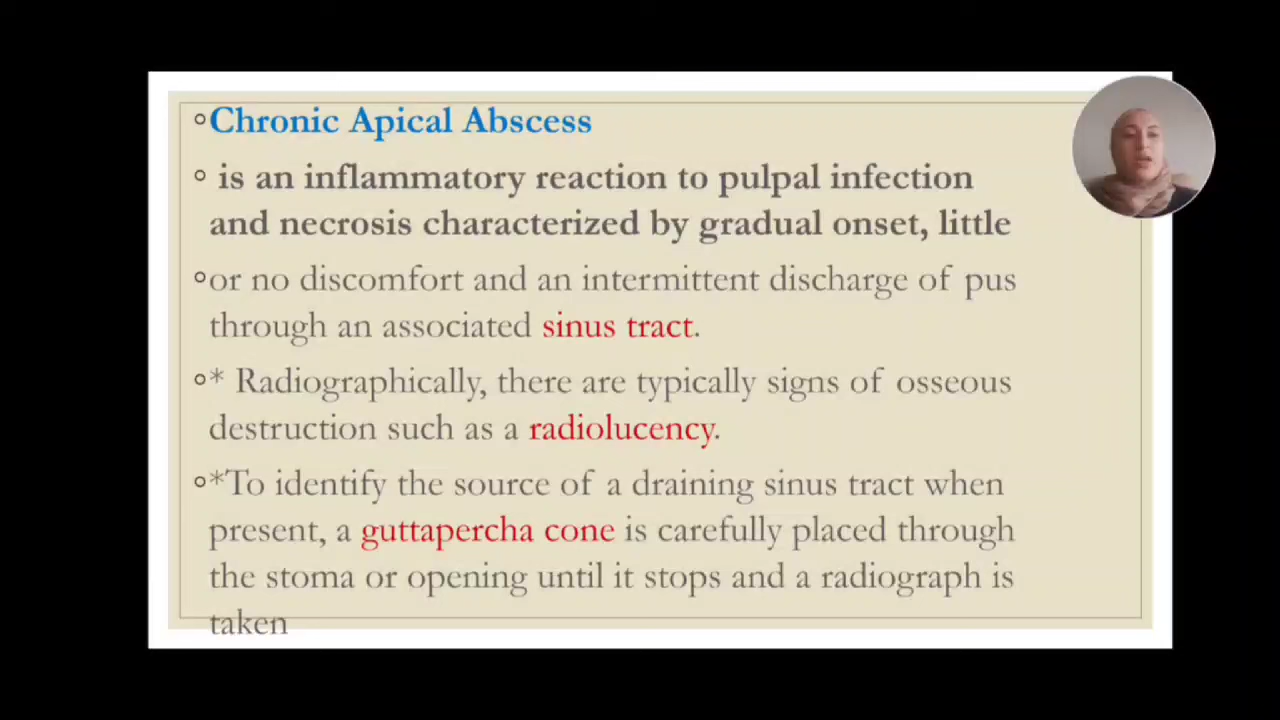 ◦Chronic Apical Abscess
◦ is an inflammatory reaction to pulpal infection
and necrosis characterized by gradual onset, little
◦or no discomfort and an intermittent discharge of pus
through an associated sinus tract.
◦* Radiographically, there are typically signs of osseous
destruction such as a radiolucency.
◦*To identify the source of a draining sinus tract when
present, a guttapercha cone is carefully placed through
the stoma or opening until it stops and a radiograph is
taken